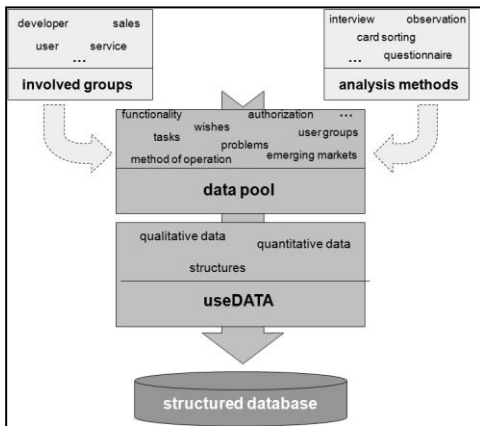 developer sales
user service
...
involved groups
interview observation
card sorting
... questionnaire
analysis methods
functionality authorization ...
wishes
tasks user groups
problems
method of operation emerging markets
data pool
qualitative data
quantitative data
structures
useDATA
structured database